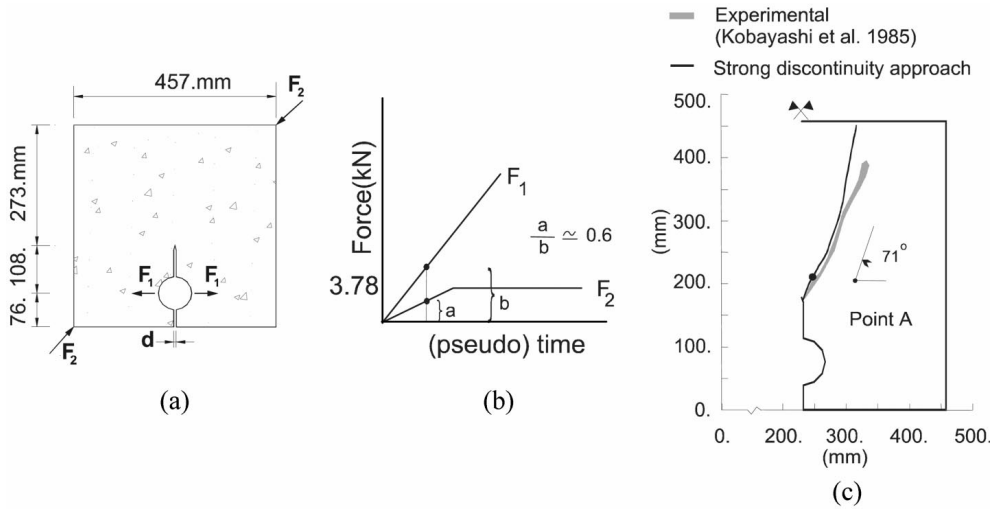 Experimental
(Kobayashi et al. 1985)
Strong discontinuity approach
457.mm
F2
273.mm
108.
76.
F1
F1
F2
d
(a)
Force(kN)
3.78
F1
a
b
≃ 0.6
F2
a
b
(pseudo) time
(b)
500.
400.
300.
200.
100.
0.
(mm)
71°
Point A
0.
200.
300.
400.
500.
(mm)
(c)